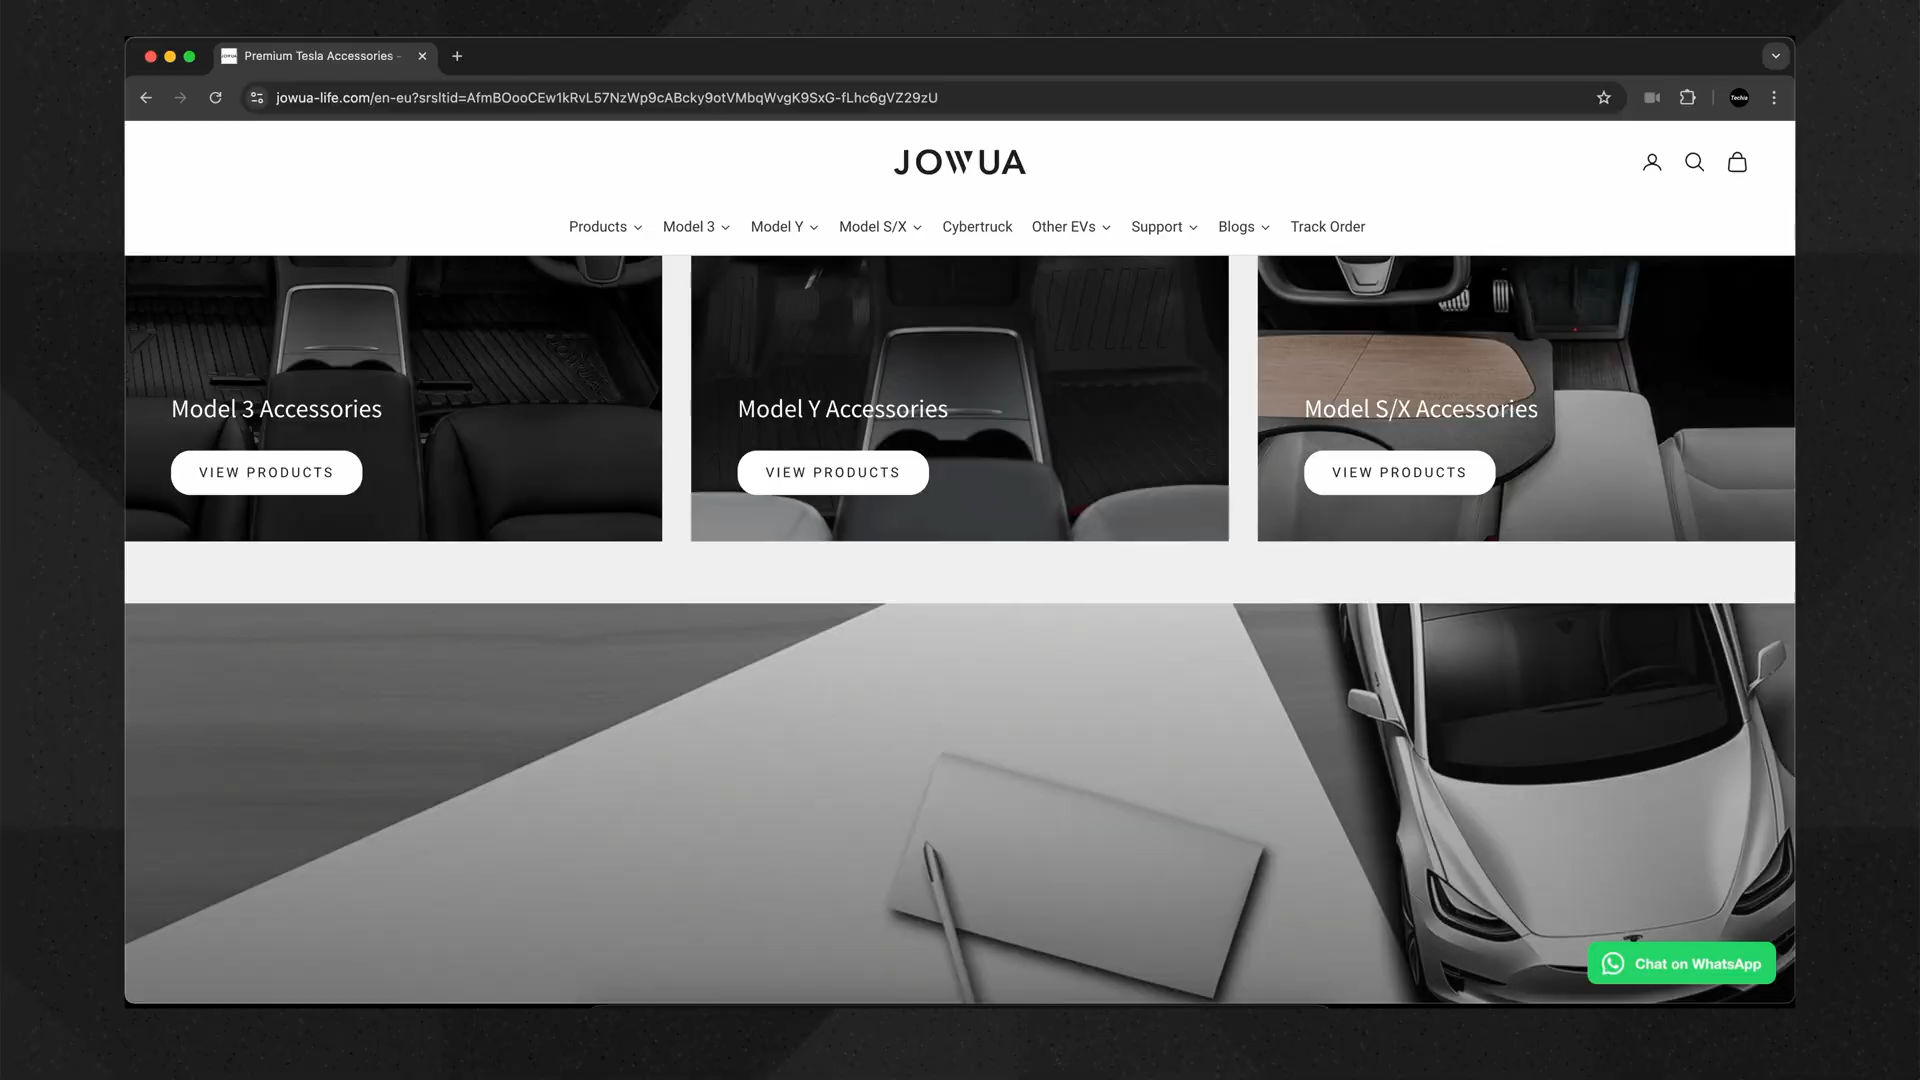 Premium Tesla Accessories -
jowua-life.com/en-eu?srsltid=AfmBOooCEw1kRvL57NzWp9cABcky9otVMbqWvgK9SxG-fLhc6gVZ29zU
Techia
JOWUA
Products
Model 3
Model Y
Model S/X
Cybertruck
Other EVs
Support
Blogs
Track Order
Model 3 Accessories
VIEW PRODUCTS
Model Y Accessories
VIEW PRODUCTS
Model S/X Accessories
VIEW PRODUCTS
Chat on WhatsApp